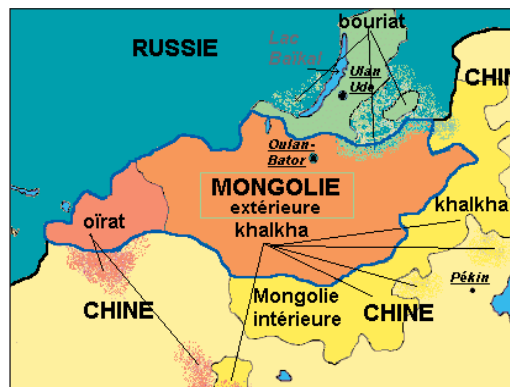 bouriat
RUSSIE
Lac
Baïkal
Ulan
Ude
CHIN
Oulan-
Bator
MONGOLIE
extérieure
khalkha
oïrat
khalkha
CHINE
Mongolie
intérieure
CHINE
Pékin